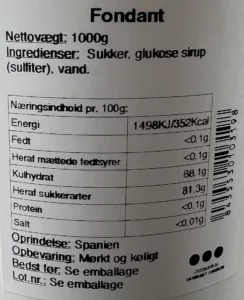 Fondant
Nettovægt: 1000g
Ingredienser: Sukker, glukose sirup
(sulfiter), vand.
Næringsindhold pr. 100g:
Energi 1498KJ/352Kcal
Fedt <0.1g
Heraf mættede fedtsyrer <0.1g
Kulhydrat 88.1g
Heraf sukkerarter 81.3g
Protein <0.1g
Salt <0.01g
Oprindelse: Spanien
Opbevaring: Mørkt og køligt
Bedst før: Se emballage
Lot.nr.: Se emballage